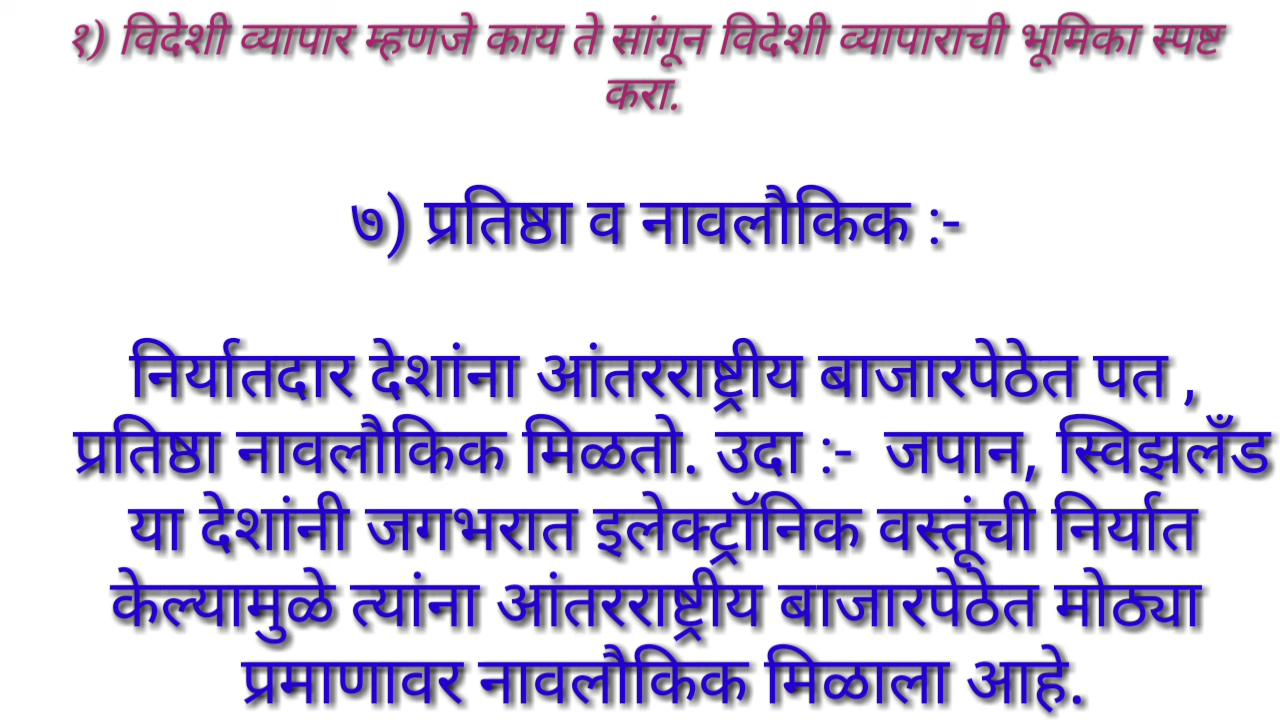 १) विदेशी व्यापार म्हणजे काय ते सांगून विदेशी व्यापाराची भूमिका स्पष्ट
करा.
७) प्रतिष्ठा व नावलौकिक :-
निर्यातदार देशांना आंतरराष्ट्रीय बाजारपेठेत पत ,
प्रतिष्ठा नावलौकिक मिळतो. उदा :- जपान, स्विझर्लँड
या देशांनी जगभरात इलेक्ट्रॉनिक वस्तूंची निर्यात
केल्यामुळे त्यांना आंतरराष्ट्रीय बाजारपेठेत मोठ्या
प्रमाणावर नावलौकिक मिळाला आहे.